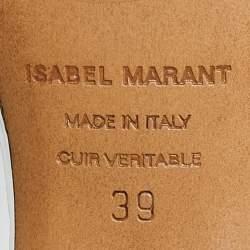 ISABEL MARANT
MADE IN ITALY
CUIR VERITABLE
39